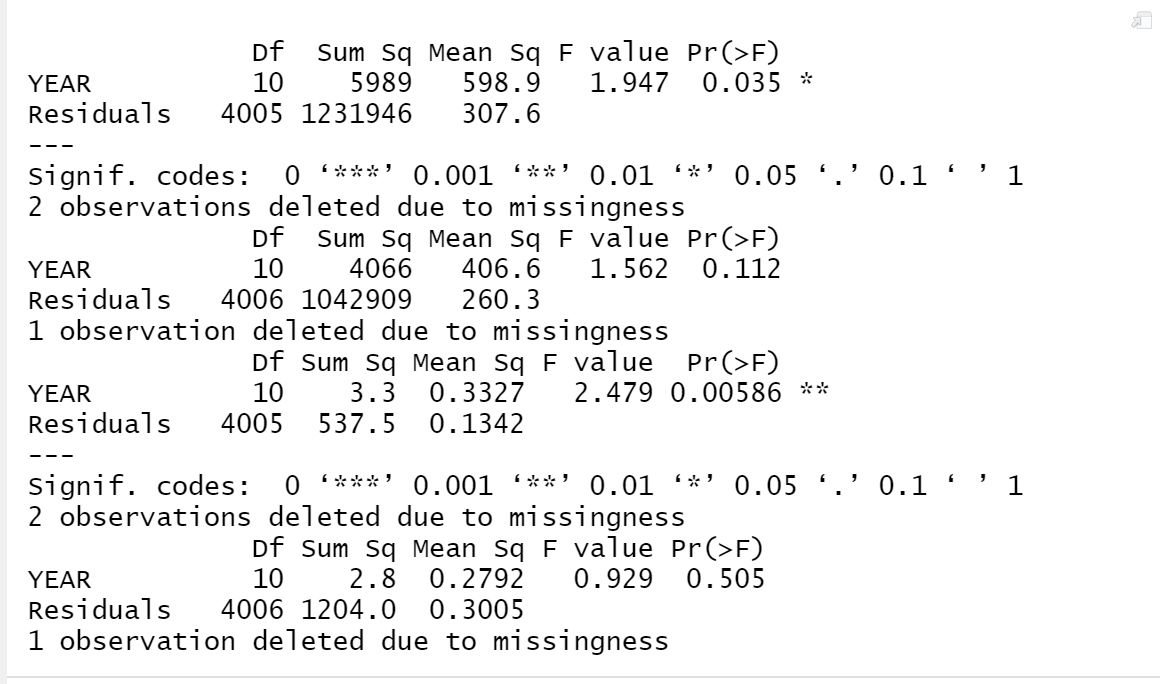 Df Sum Sq Mean Sq F value Pr(>F)
YEAR 10 5989 598.9 1.947 0.035 *
Residuals 4005 1231946 307.6
---
Signif. codes: 0 ‘***’ 0.001 ‘**’ 0.01 ‘*’ 0.05 ‘.’ 0.1 ‘ ’ 1
2 observations deleted due to missingness
Df Sum Sq Mean Sq F value Pr(>F)
YEAR 10 4066 406.6 1.562 0.112
Residuals 4006 1042909 260.3
1 observation deleted due to missingness
Df Sum Sq Mean Sq F value Pr(>F)
YEAR 10 3.3 0.3327 2.479 0.00586 **
Residuals 4005 537.5 0.1342
---
Signif. codes: 0 ‘***’ 0.001 ‘**’ 0.01 ‘*’ 0.05 ‘.’ 0.1 ‘ ’ 1
2 observations deleted due to missingness
Df Sum Sq Mean Sq F value Pr(>F)
YEAR 10 2.8 0.2792 0.929 0.505
Residuals 4006 1204.0 0.3005
1 observation deleted due to missingness